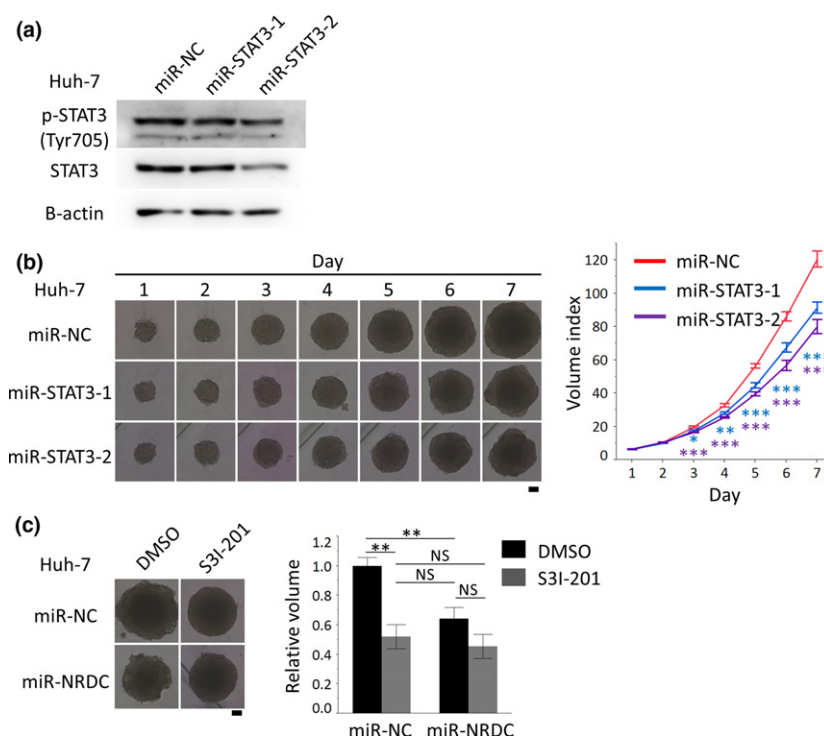 (a)
Huh-7
miR-NC
miR-STAT3-1
miR-STAT3-2
p-STAT3
(Tyr705)
STAT3
B-actin
(b)
Day
Huh-7
1 2 3 4 5 6 7
miR-NC
miR-STAT3-1
miR-STAT3-2
Volume index
120
100
80
60
40
20
0
miR-NC
miR-STAT3-1
miR-STAT3-2
*
***
**
***
***
***
***
***
***
***
1 2 3 4 5 6 7
Day
(c)
Huh-7
DMSO
S3I-201
miR-NC
miR-NRDC
Relative volume
1.2
1.0
0.8
0.6
0.4
0.2
0.0
**
**
NS
NS
NS
DMSO
S3I-201
miR-NC miR-NRDC